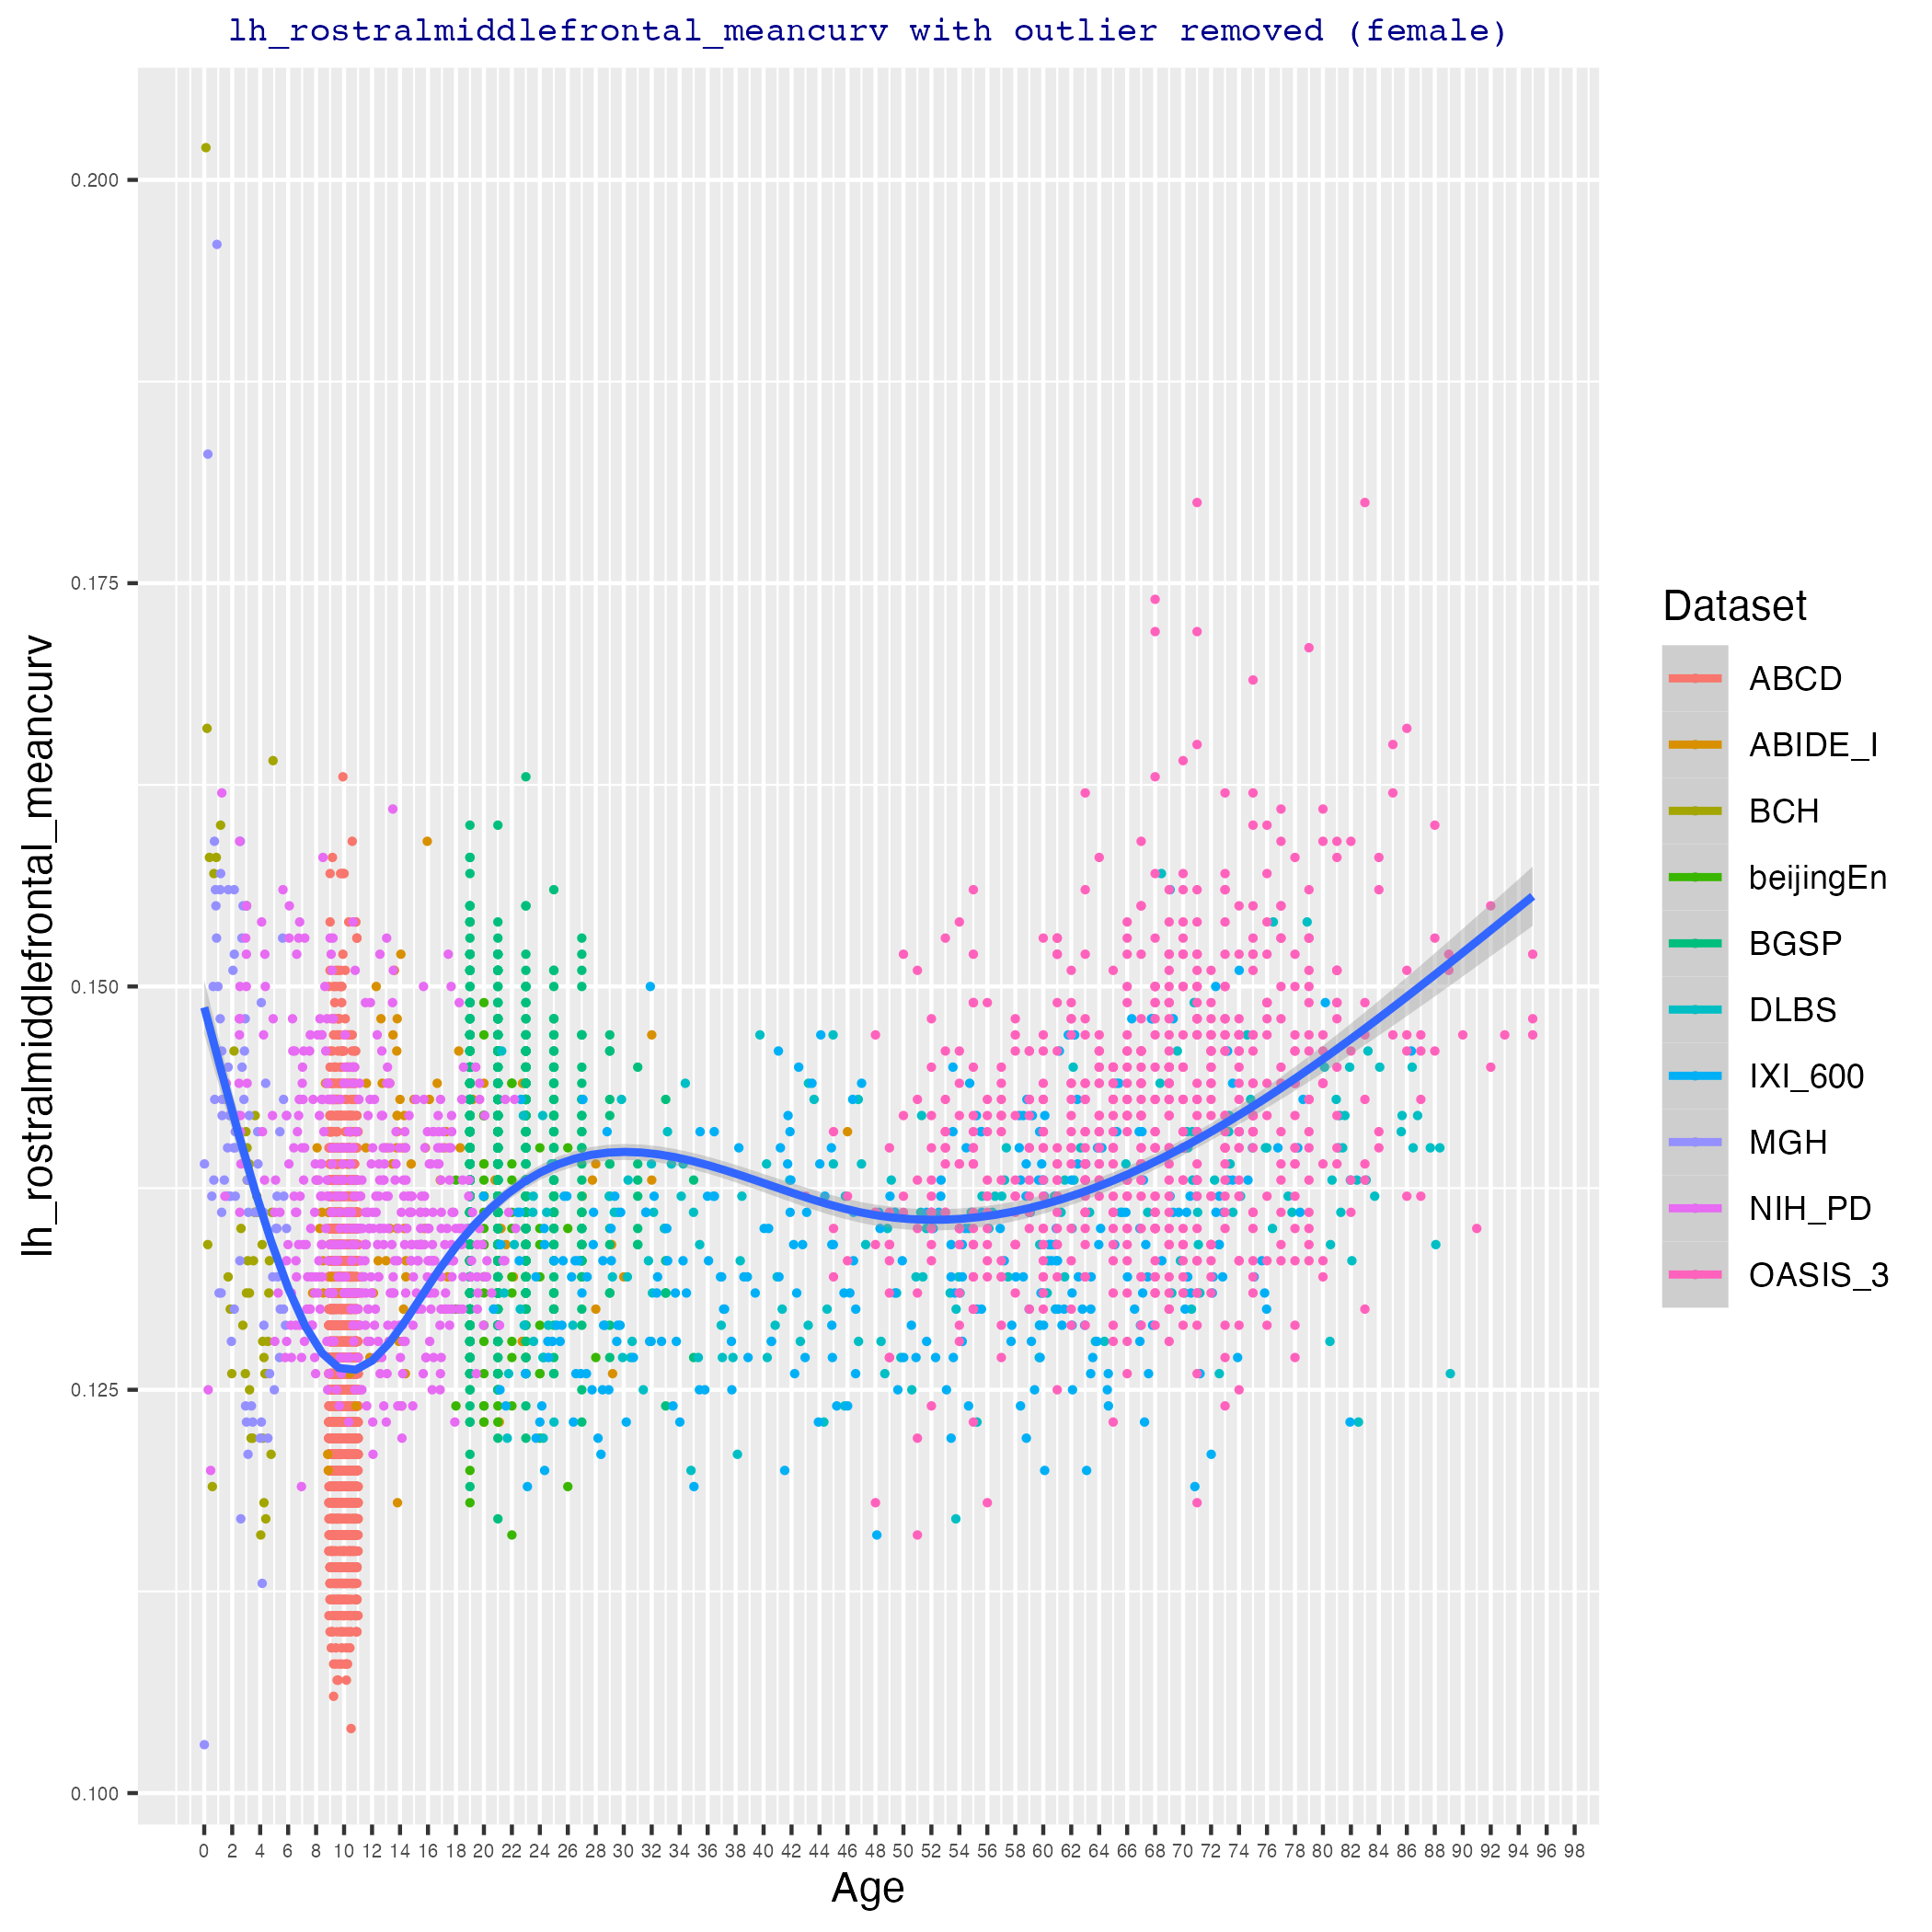 lh_rostralmiddlefrontal_meancurv with outlier removed (female)
lh_rostralmiddlefrontal_meancurv
0.200
0.175
0.150
0.125
0.100
0 2 4 6 8 10 12 14 16 18 20 22 24 26 28 30 32 34 36 38 40 42 44 46 48 50 52 54 56 58 60 62 64 66 68 70 72 74 76 78 80 82 84 86 88 90 92 94 96 98
Age
Dataset
ABCD
ABIDE_I
BCH
beijingEn
BGSP
DLBS
IXI_600
MGH
NIH_PD
OASIS_3